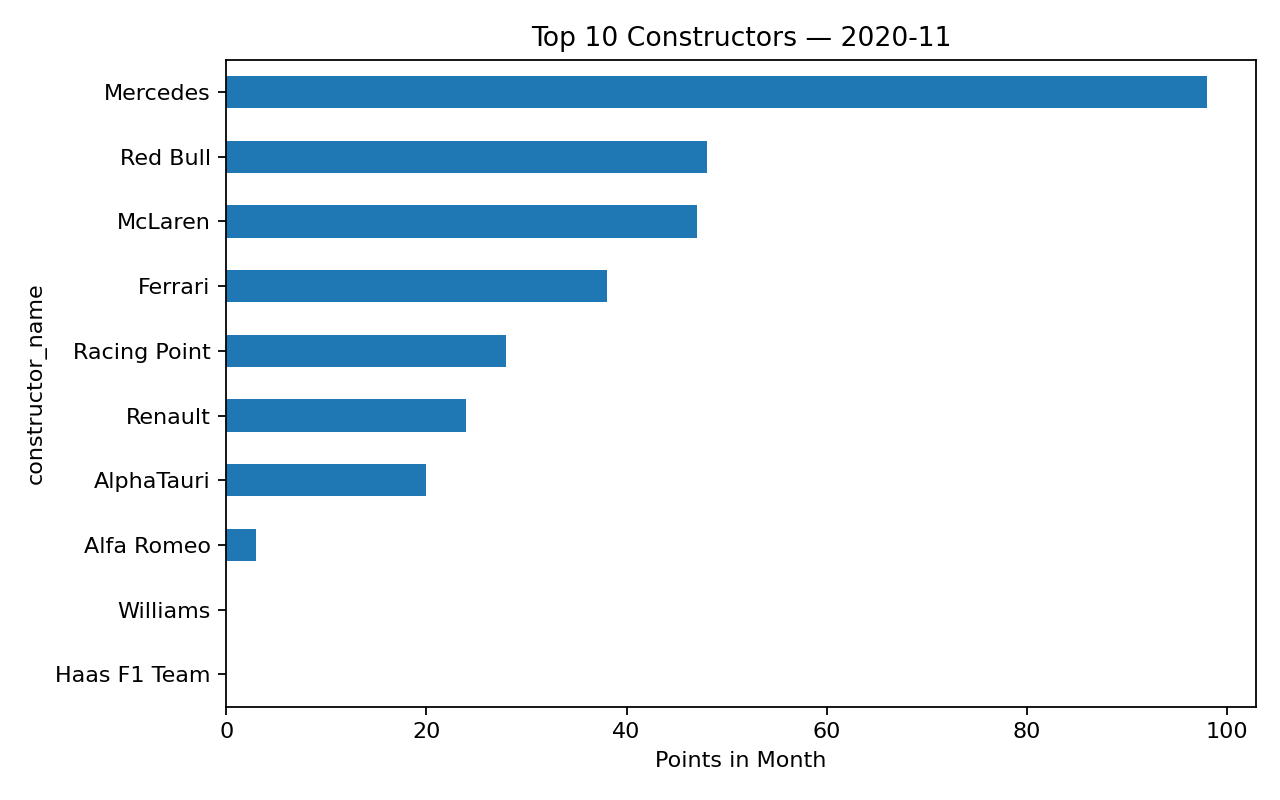 Top 10 Constructors — 2020-11
Mercedes
Red Bull
McLaren
Ferrari
Racing Point
Renault
AlphaTauri
Alfa Romeo
Williams
Haas F1 Team
constructor_name
0 20 40 60 80 100
Points in Month